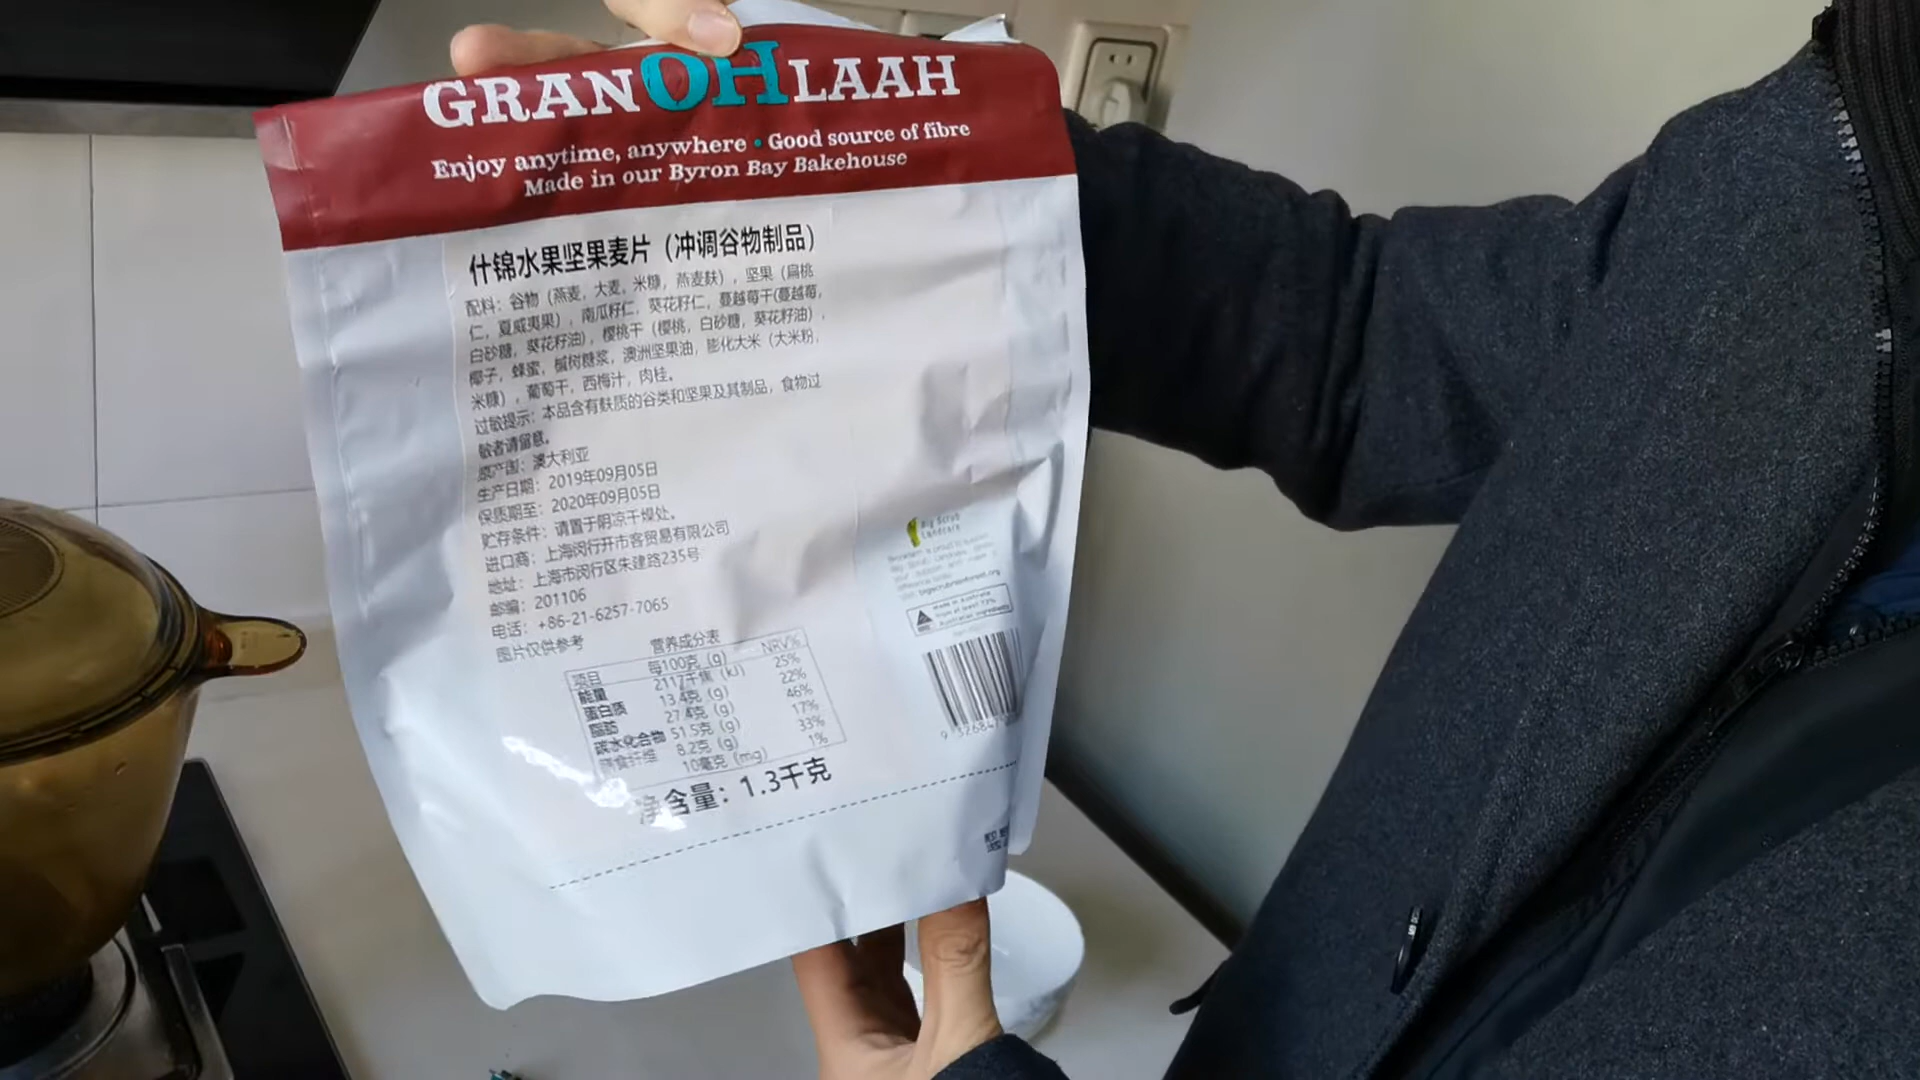 GRANOHLAAH
Enjoy anytime, anywhere • Good source of fibre
Made in our Byron Bay Bakehouse
什锦水果坚果麦片（冲调谷物制品）
配料：谷物（燕麦，大麦，米糠，燕麦麸），坚果（扁桃
仁，夏威夷果），南瓜籽仁，葵花籽仁，蔓越莓干(蔓越莓，
白砂糖，葵花籽油），樱桃干（樱桃，白砂糖，葵花籽油），
椰子，蜂蜜，槭树糖浆，澳洲坚果油，膨化大米（大米粉，
米糠），葡萄干，西梅汁，肉桂。
过敏提示：本品含有麸质的谷类和坚果及其制品，食物过
敏者请留意。
原产国：澳大利亚
生产日期：2019年09月05日
保质期至：2020年09月05日
贮存条件：请置于阴凉干燥处。
进口商：上海闵行开市客贸易有限公司
地址：上海市闵行区朱建路235号
邮编：201106
电话：+86-21-6257-7065
图片仅供参考
营养成分表
项目 每100克 (g) NRV%
能量 2117千焦 (kJ) 25%
蛋白质 13.4克 (g) 22%
脂肪 27.4克 (g) 46%
碳水化合物 51.5克 (g) 17%
膳食纤维 8.2克 (g) 33%
10毫克 (mg) 1%
净含量：1.3千克
Big Scrub
Landcare
Made in Australia
from at least 73%
Australian ingredients